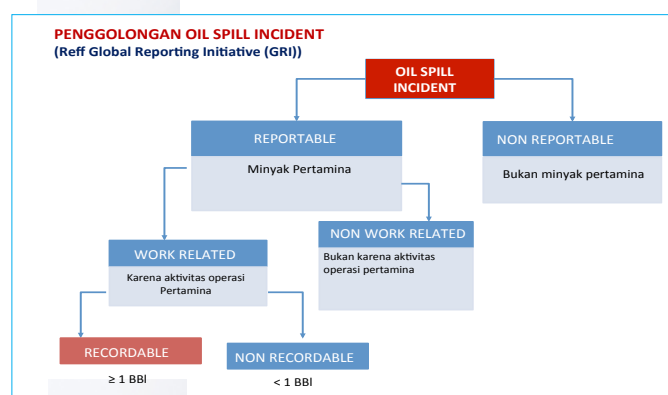 PENGGOLONGAN OIL SPILL INCIDENT
(Reff Global Reporting Initiative (GRI))
OIL SPILL
INCIDENT
REPORTABLE
Minyak Pertamina
NON REPORTABLE
Bukan minyak pertamina
WORK RELATED
Karena aktivitas operasi
Pertamina
NON WORK RELATED
Bukan karena aktivitas
operasi pertamina
RECORDABLE
≥ 1 BBl
NON RECORDABLE
< 1 BBl